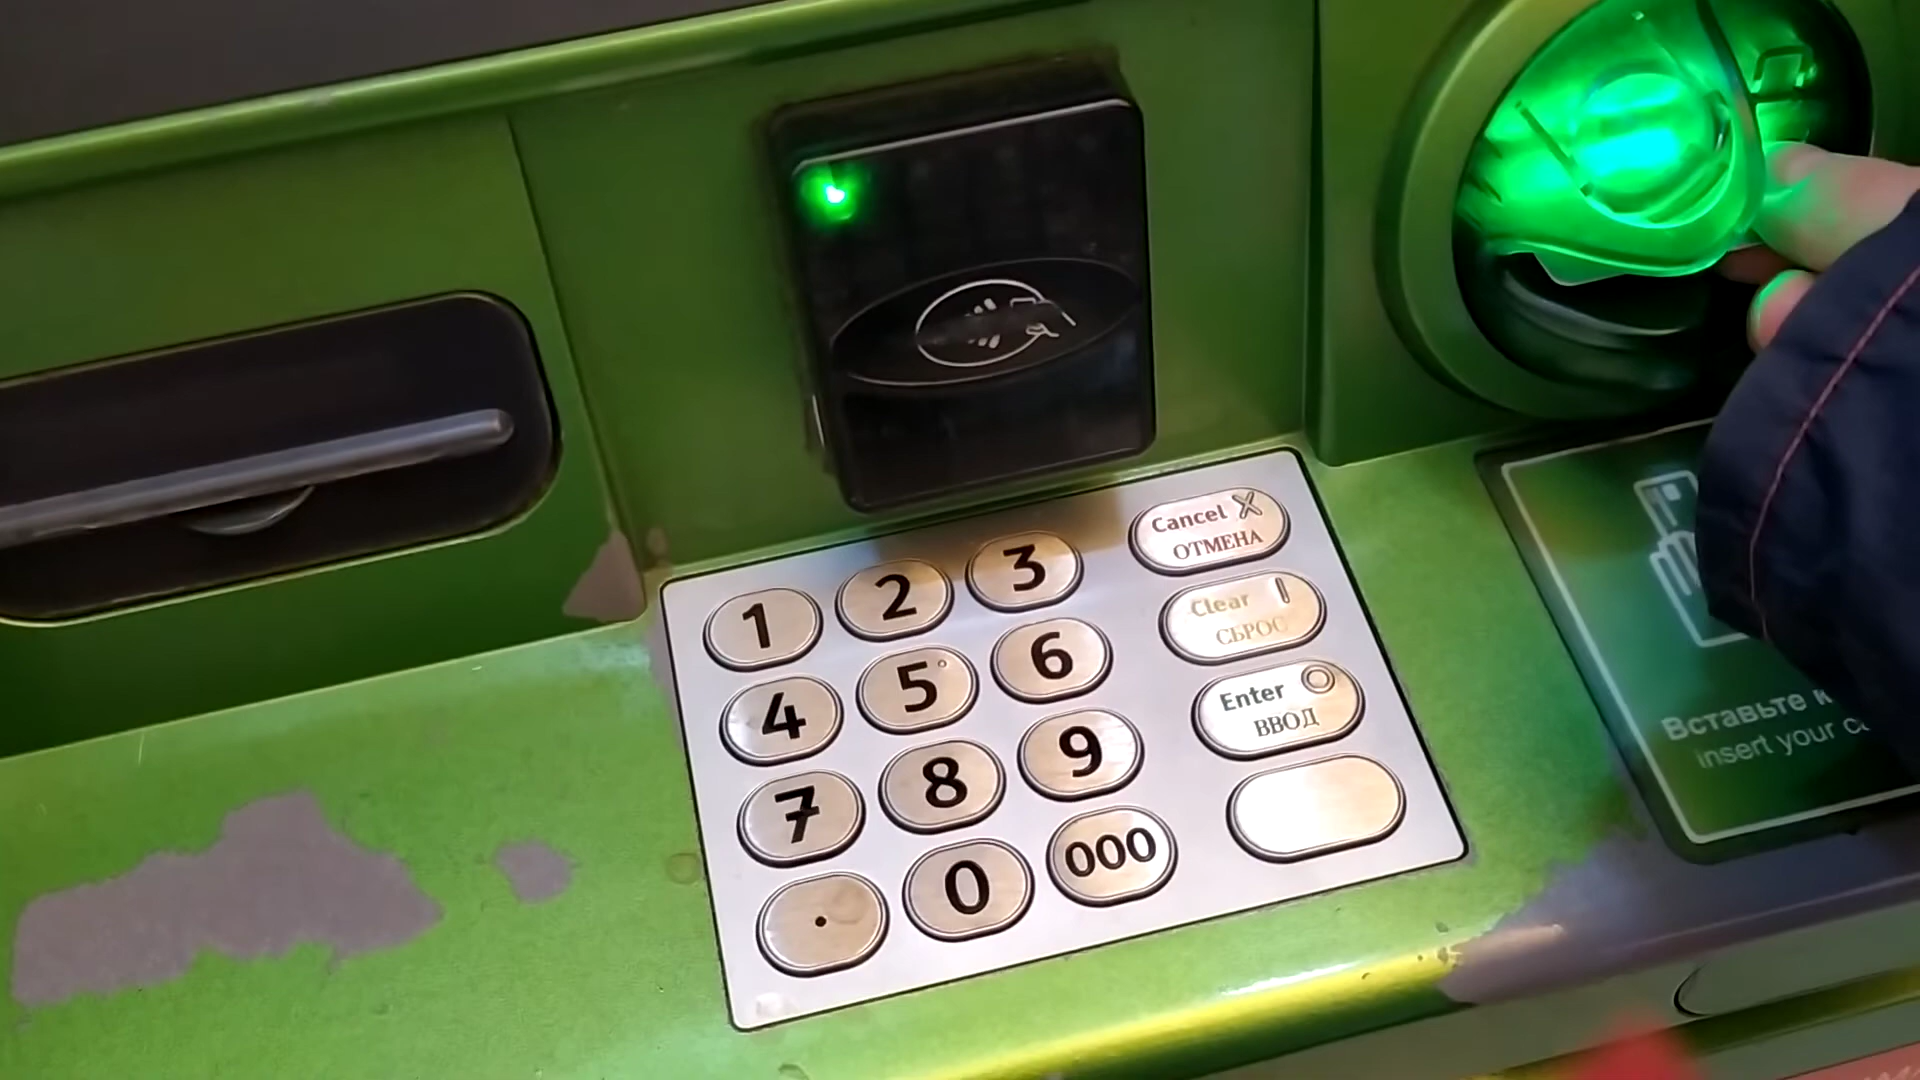 1 2 3 Cancel X
ОТМЕНА
4 5 6 Clear
СБРОС
7 8 9 Enter
ВВОД
. 0 000
Вставьте
insert your